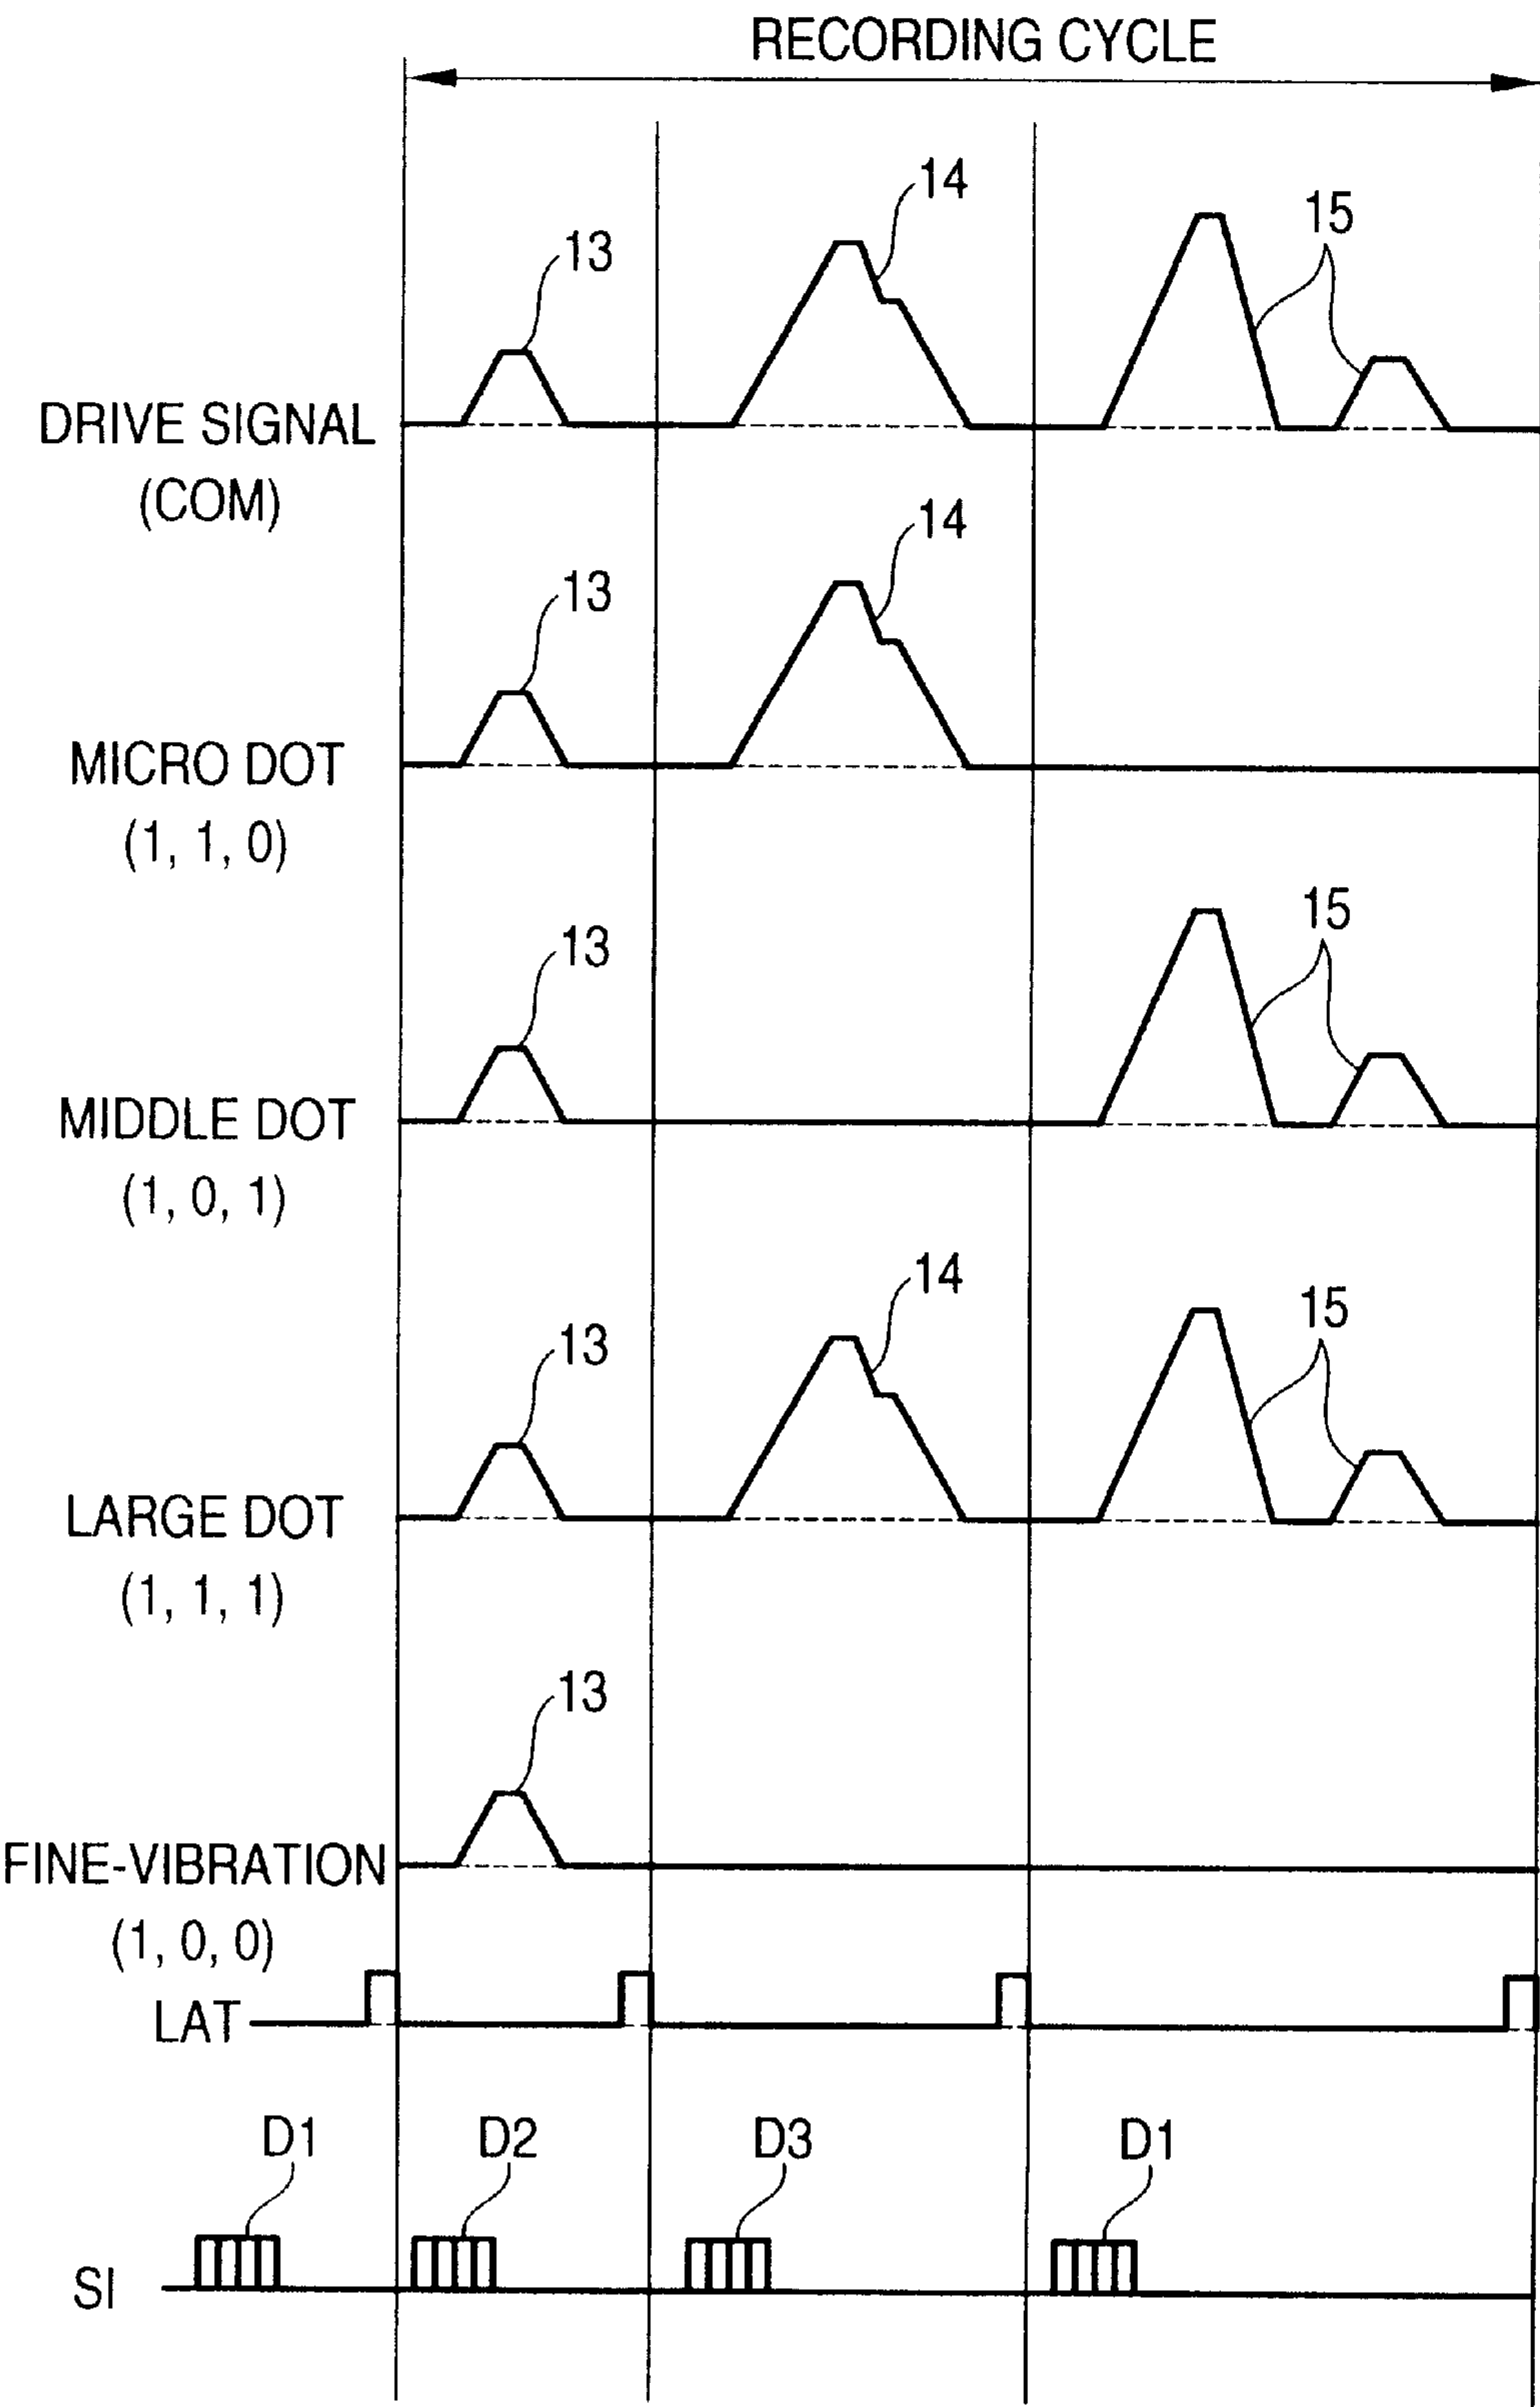 RECORDING CYCLE
14
15
13
DRIVE SIGNAL
(COM)
14
13
MICRO DOT
(1, 1, 0)
15
13
MIDDLE DOT
(1, 0, 1)
14
15
13
LARGE DOT
(1, 1, 1)
13
FINE-VIBRATION
(1, 0, 0)
LAT
D1 D2 D3 D1
SI